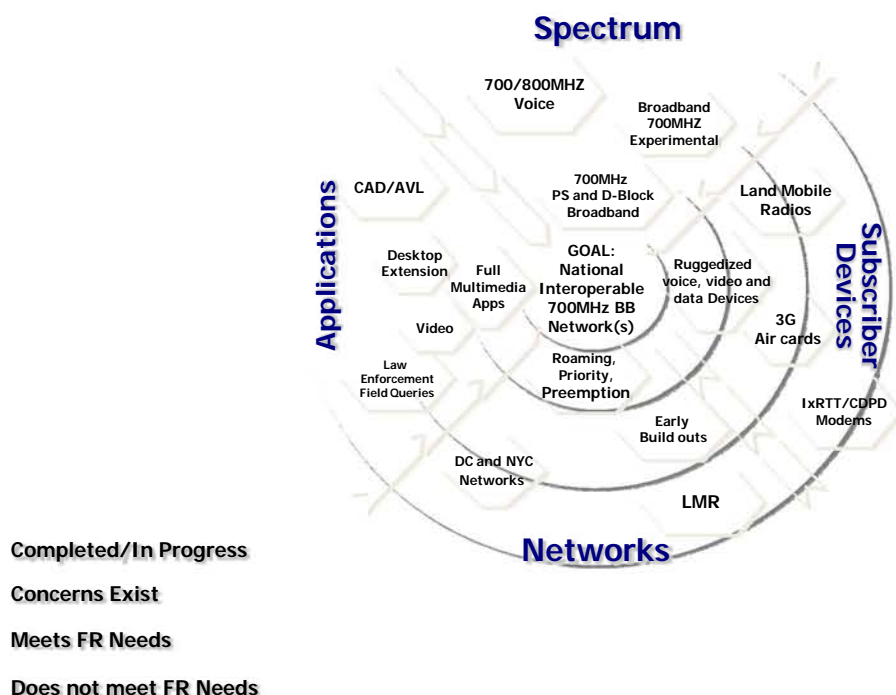 Spectrum
700/800MHZ
Voice
Broadband
700MHZ
Experimental
700MHz
PS and D-Block
Broadband
CAD/AVL
Land Mobile
Radios
Applications
Subscriber
Devices
Desktop
Extension
Full
Multimedia
Apps
GOAL:
National
Interoperable
700MHz BB
Network(s)
Ruggedized
voice, video and
data Devices
Video
3G
Air cards
Law
Enforcement
Field Queries
Roaming,
Priority,
Preemption
IxRTT/CDPD
Modems
Early
Build outs
DC and NYC
Networks
LMR
Networks
Completed/In Progress
Concerns Exist
Meets FR Needs
Does not meet FR Needs